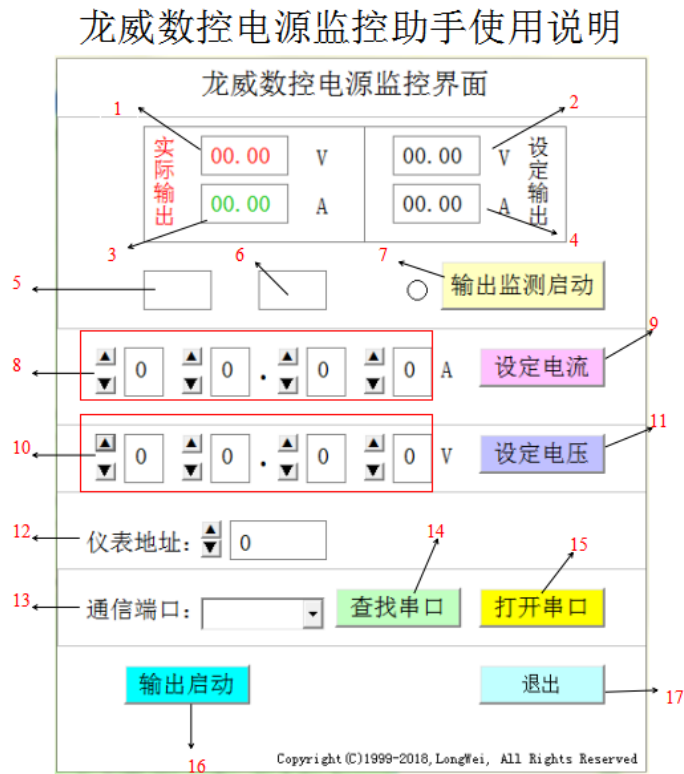 龙威数控电源监控助手使用说明
龙威数控电源监控界面
1
2
实际输出
00.00 V
00.00 V
设定输出
00.00 A
00.00 A
3
4
5
6
7
输出监测启动
8
0 0 . 0 0 A
设定电流
9
10
0 0 . 0 0 V
设定电压
11
12
仪表地址: 0
13
通信端口:
查找串口
14
打开串口
15
输出启动
16
退出
17
Copyright(C)1999-2018,LongWei, All Rights Reserved